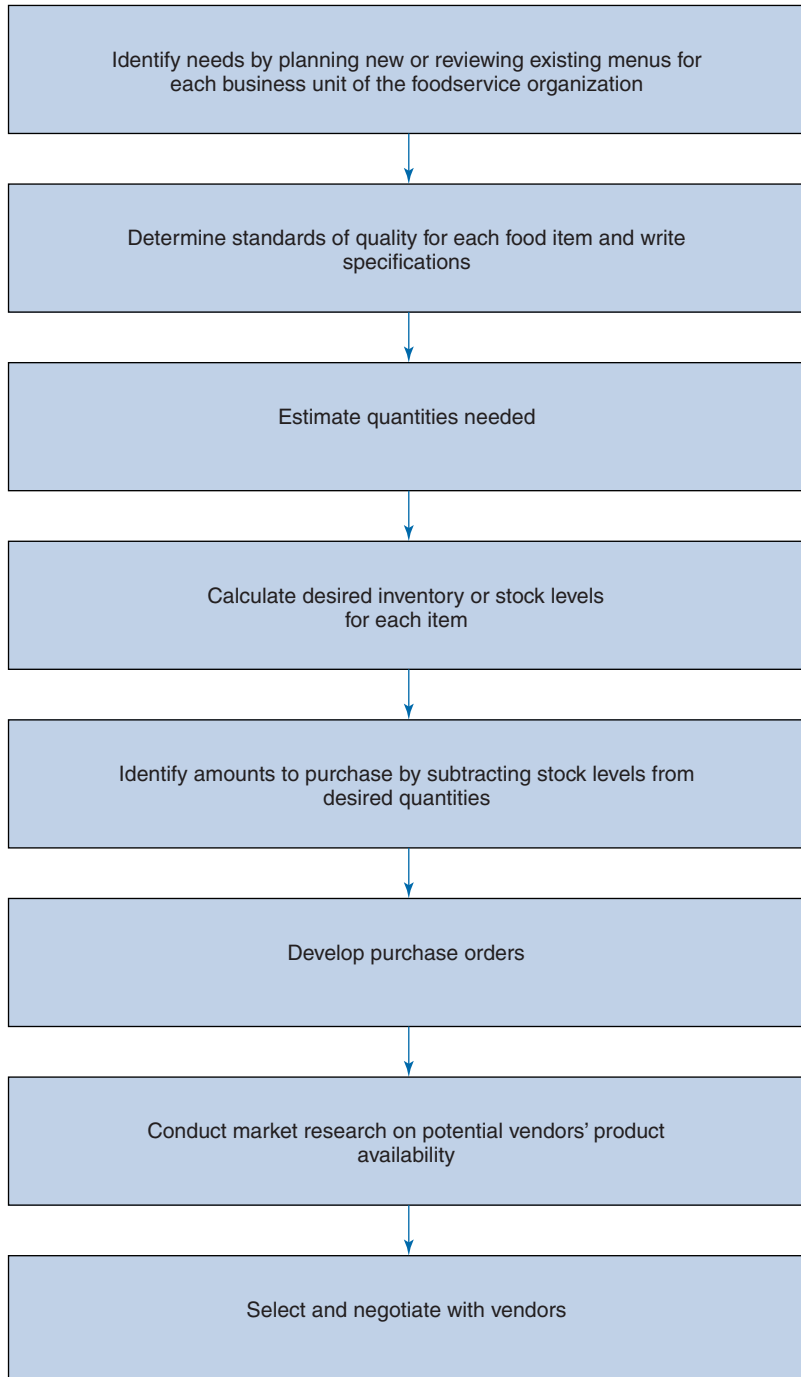 Identify needs by planning new or reviewing existing menus for
each business unit of the foodservice organization
Determine standards of quality for each food item and write
specifications
Estimate quantities needed
Calculate desired inventory or stock levels
for each item
Identify amounts to purchase by subtracting stock levels from
desired quantities
Develop purchase orders
Conduct market research on potential vendors’ product
availability
Select and negotiate with vendors